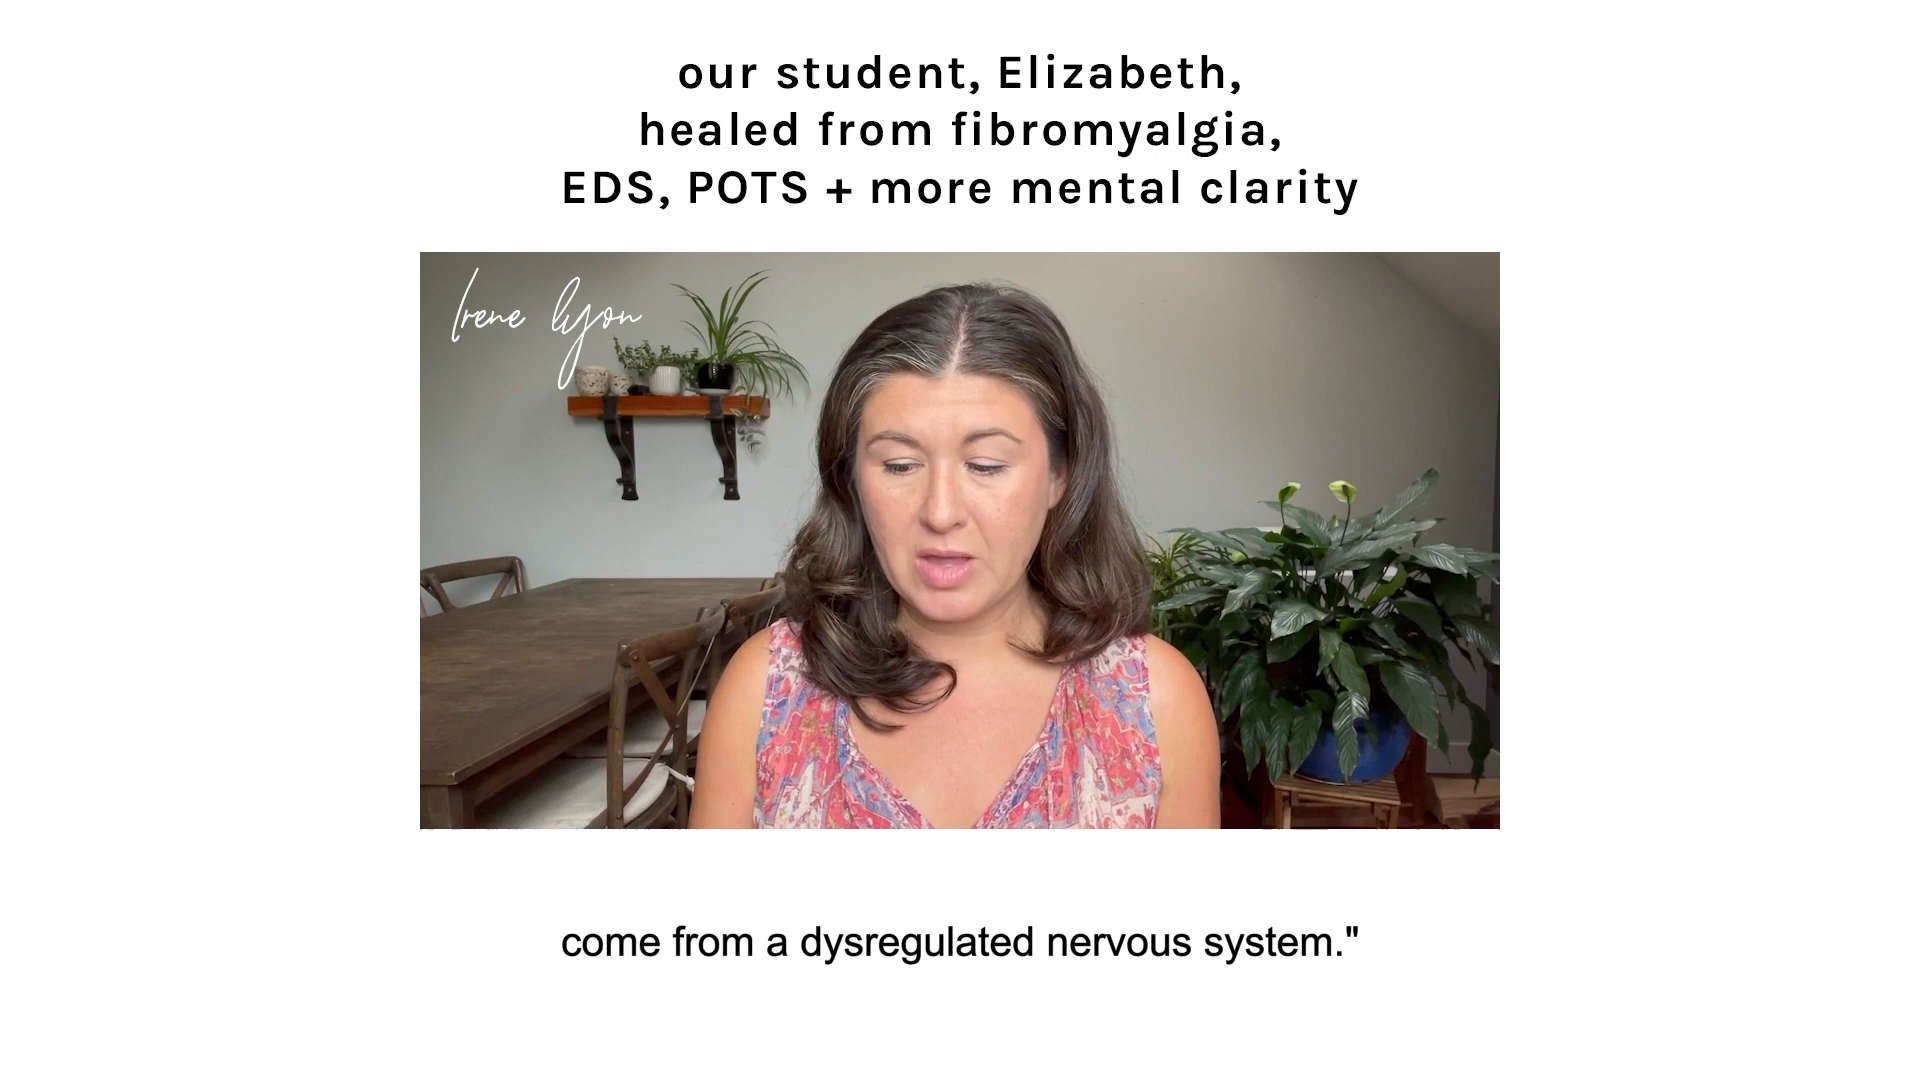 our student, Elizabeth,
healed from fibromyalgia,
EDS, POTS + more mental clarity
Irene Lyon
come from a dysregulated nervous system."